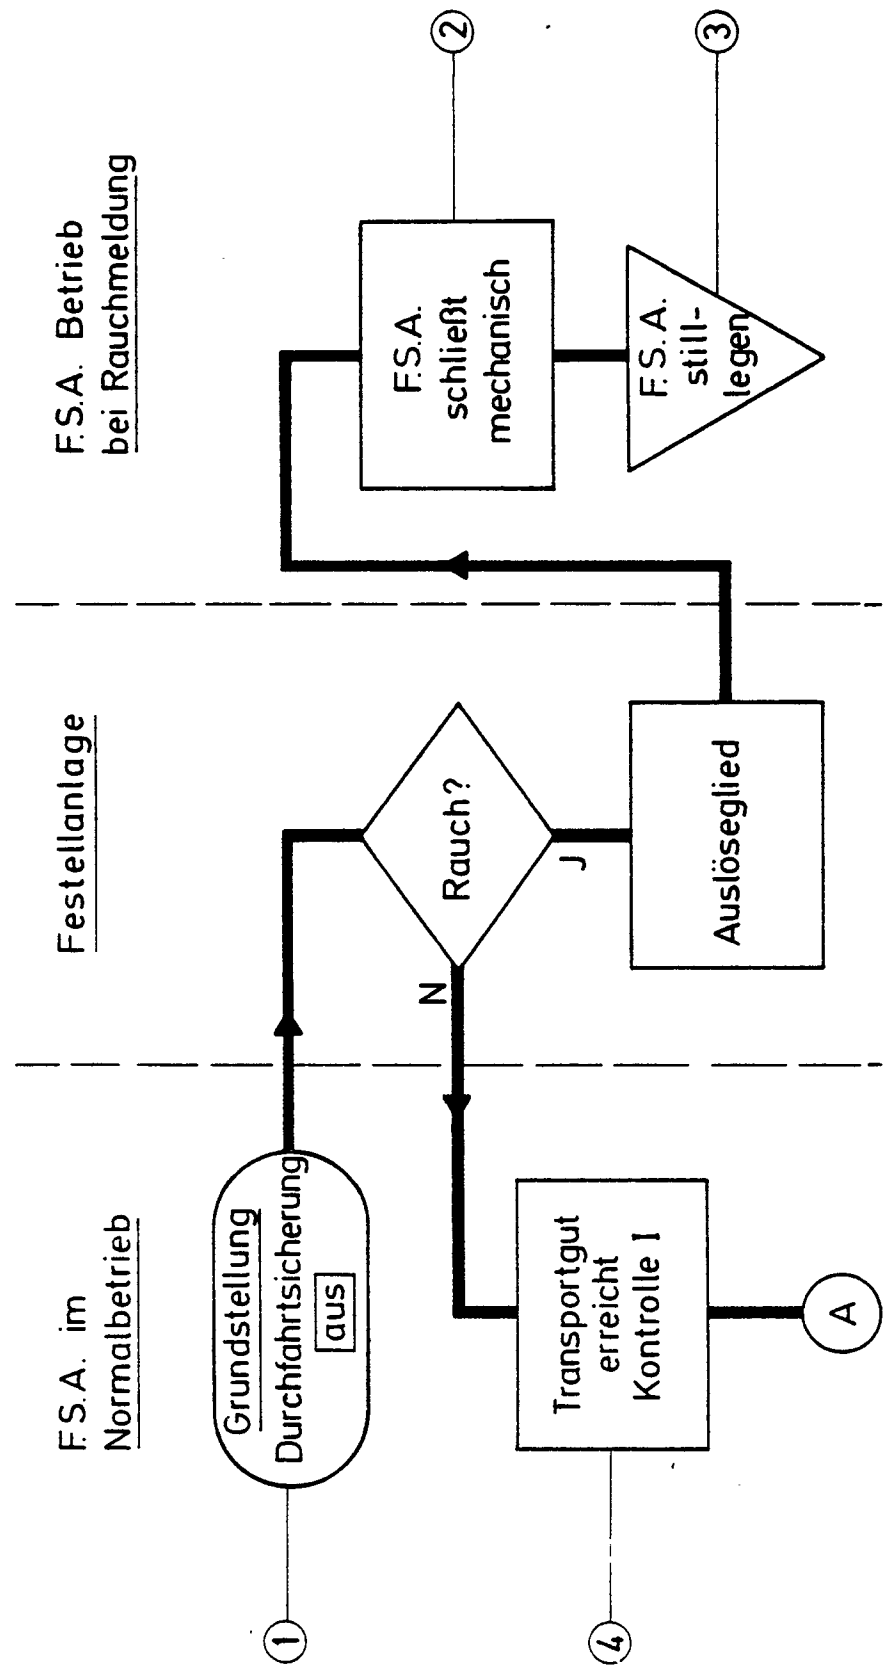 F.S.A. im
Normalbetrieb
Festellanlage
F.S.A. Betrieb
bei Rauchmeldung
1
Grundstellung
Durchfahrtsicherung
aus
Rauch?
N
J
F.S.A.
schließt
mechanisch
2
4
Transportgut
erreicht
Kontrolle I
Auslöseglied
F.S.A.
still-
legen
3
A